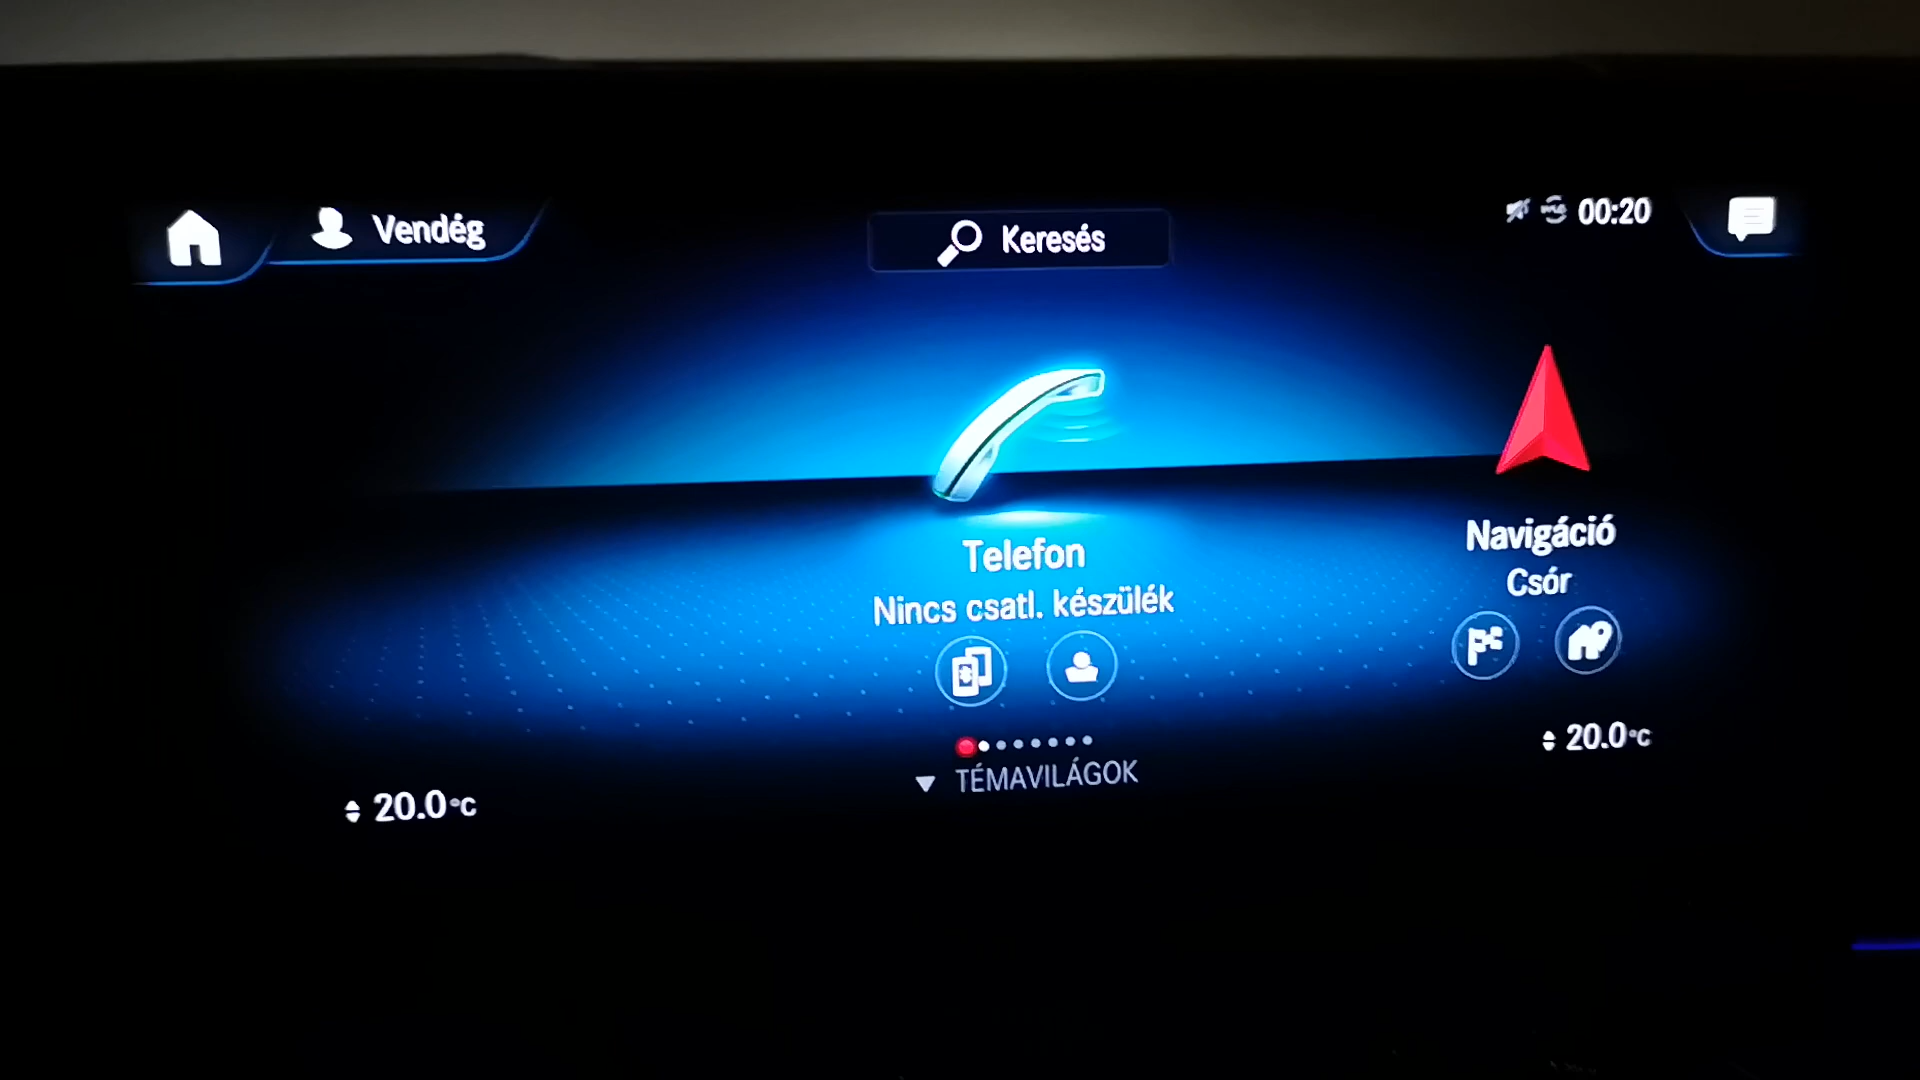 Vendég
Keresés
00:20
Telefon
Nincs csatl. készülék
Navigáció
Csór
TÉMAVILÁGOK
20.0°C
20.0°C